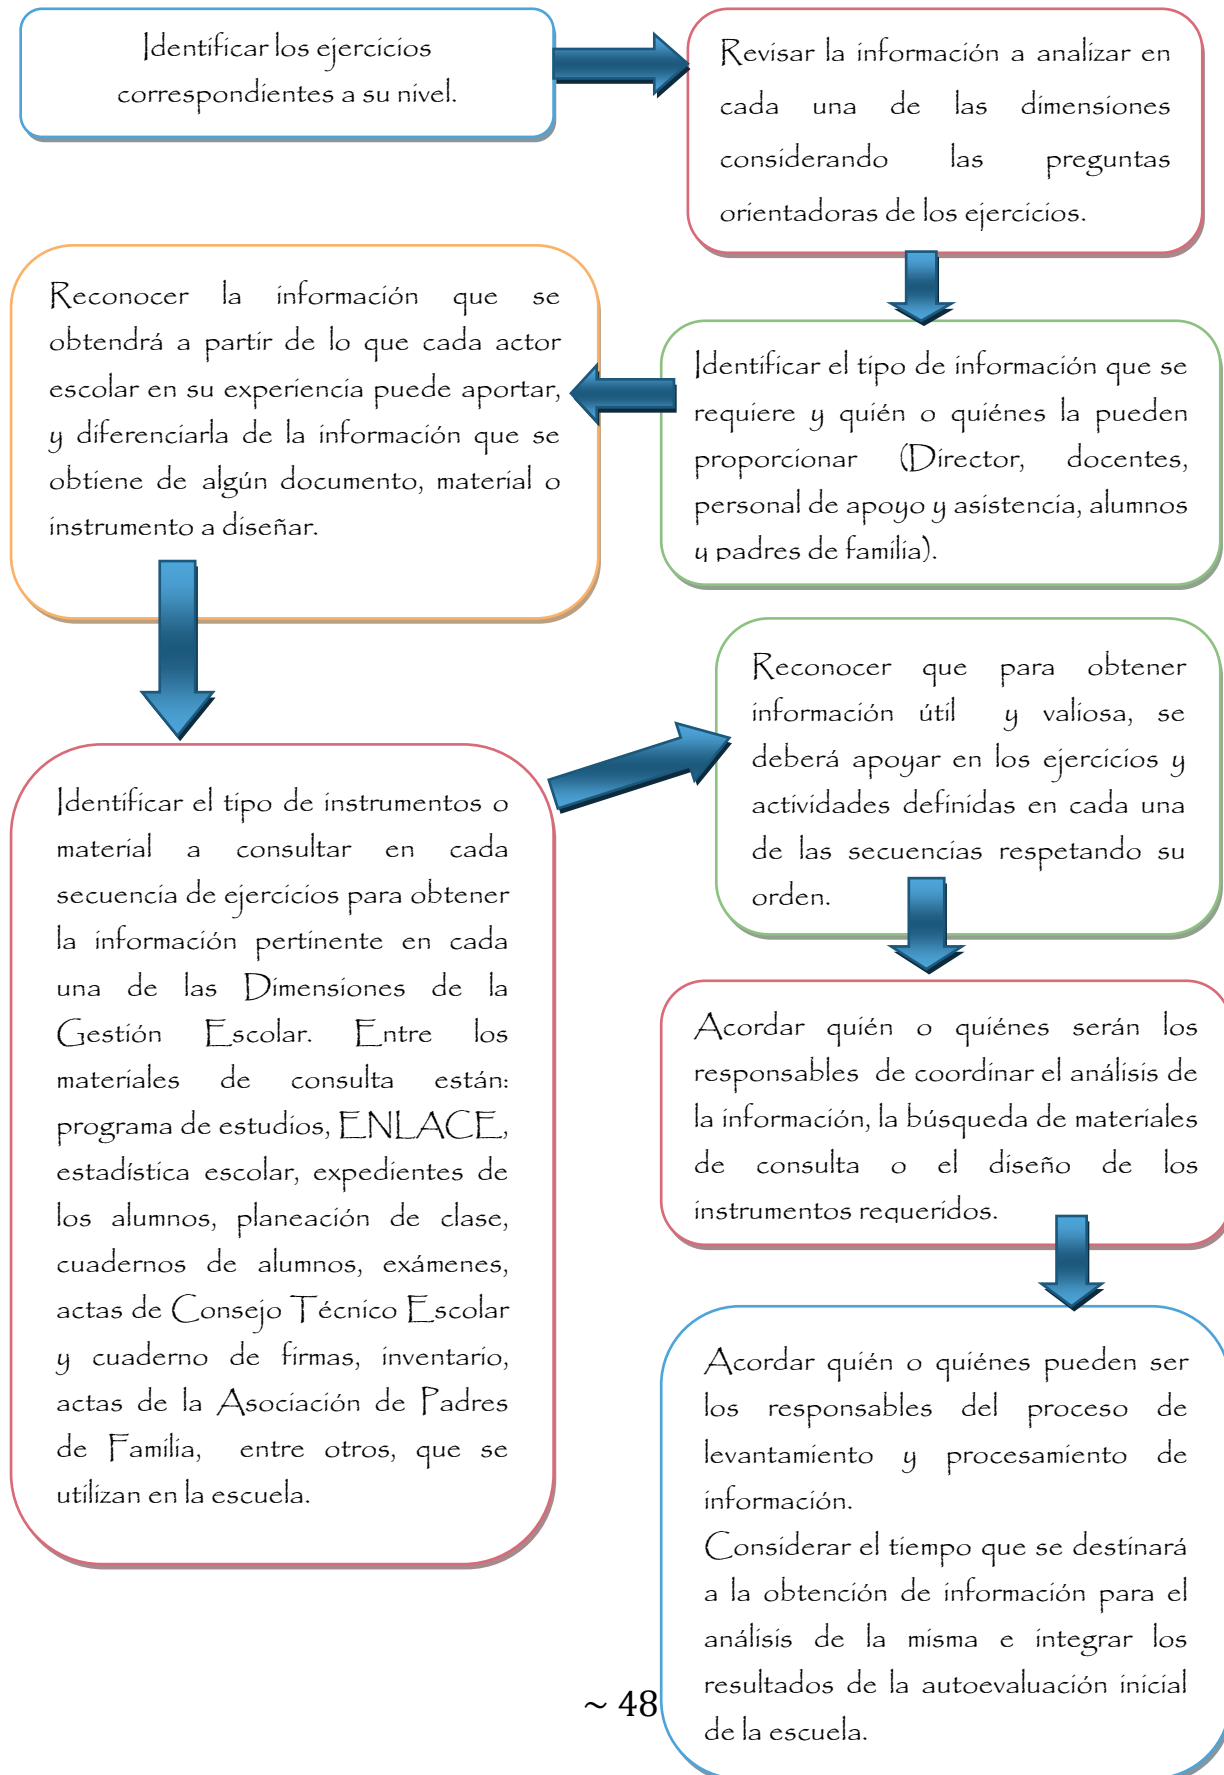 Identificar los ejercicios
correspondientes a su nivel.
Revisar la información a analizar en
cada una de las dimensiones
considerando las preguntas
orientadoras de los ejercicios.
Identificar el tipo de información que se
requiere y quién o quiénes la pueden
proporcionar (Director, docentes,
personal de apoyo y asistencia, alumnos
y padres de familia).
Reconocer la información que se
obtendrá a partir de lo que cada actor
escolar en su experiencia puede aportar,
y diferenciarla de la información que se
obtiene de algún documento, material o
instrumento a diseñar.
Identificar el tipo de instrumentos o
material a consultar en cada
secuencia de ejercicios para obtener
la información pertinente en cada
una de las Dimensiones de la
Gestión Escolar. Entre los
materiales de consulta están:
programa de estudios, ENLACE,
estadística escolar, expedientes de
los alumnos, planeación de clase,
cuadernos de alumnos, exámenes,
actas de Consejo Técnico Escolar
y cuaderno de firmas, inventario,
actas de la Asociación de Padres
de Familia, entre otros, que se
utilizan en la escuela.
Reconocer que para obtener
información útil y valiosa, se
deberá apoyar en los ejercicios y
actividades definidas en cada una
de las secuencias respetando su
orden.
Acordar quién o quiénes serán los
responsables de coordinar el análisis de
la información, la búsqueda de materiales
de consulta o el diseño de los
instrumentos requeridos.
Acordar quién o quiénes pueden ser
los responsables del proceso de
levantamiento y procesamiento de
información.
Considerar el tiempo que se destinará
a la obtención de información para el
análisis de la misma e integrar los
resultados de la autoevaluación inicial
de la escuela.
~ 48